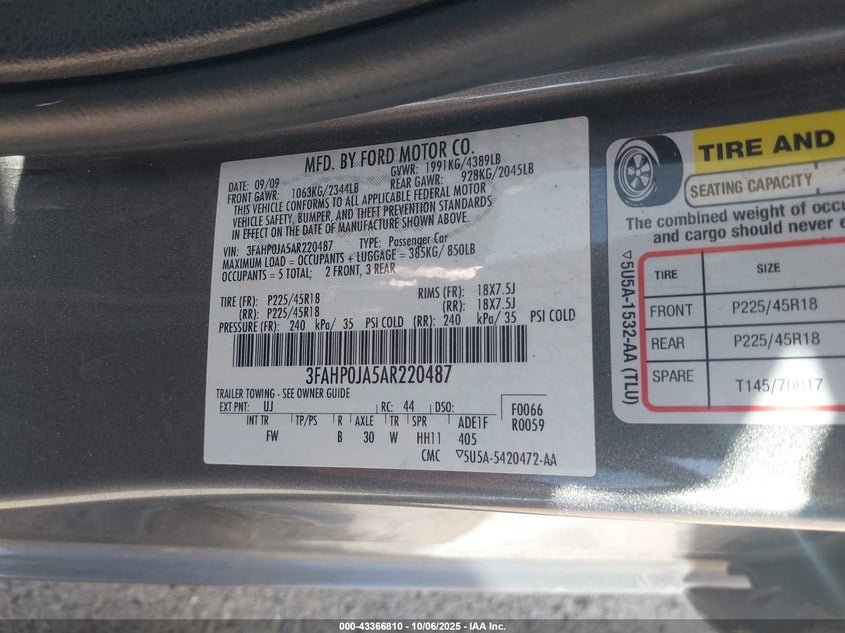 MFD. BY FORD MOTOR CO.
DATE: 09/09 GVWR: 1991KG/4389LB
FRONT GAWR: 1063KG/2344LB REAR GAWR: 928KG/2045LB
THIS VEHICLE CONFORMS TO ALL APPLICABLE FEDERAL MOTOR
VEHICLE SAFETY, BUMPER, AND THEFT PREVENTION STANDARDS
IN EFFECT ON THE DATE OF MANUFACTURE SHOWN ABOVE.
VIN: 3FAHP0JA5AR220487 TYPE: Passenger Car
MAXIMUM LOAD = OCCUPANTS + LUGGAGE = 385KG/ 850LB
OCCUPANTS = 5 TOTAL; 2 FRONT, 3 REAR
TIRE (FR): P225/45R18 RIMS (FR): 18X7.5J
(RR): P225/45R18 (RR): 18X7.5J
PRESSURE (FR): 240 kPa/ 35 PSI COLD (RR): 240 kPa/ 35 PSI COLD
3FAHP0JA5AR220487
TRAILER TOWING - SEE OWNER GUIDE
EXT PNT: UJ RC: 44 DSO: F0066
INT TR TP/PS R AXLE TR SPR ADE1F R0059
FW B 30 W HH11 405
CMC 5U5A-5420472-AA
TIRE AND
SEATING CAPACITY
The combined weight of occu
and cargo should never e
5U5A-1532-AA (TLU)
TIRE SIZE
FRONT P225/45R18
REAR P225/45R18
SPARE T145/70R17
000-43366810 - 10/06/2025 - IAA Inc.